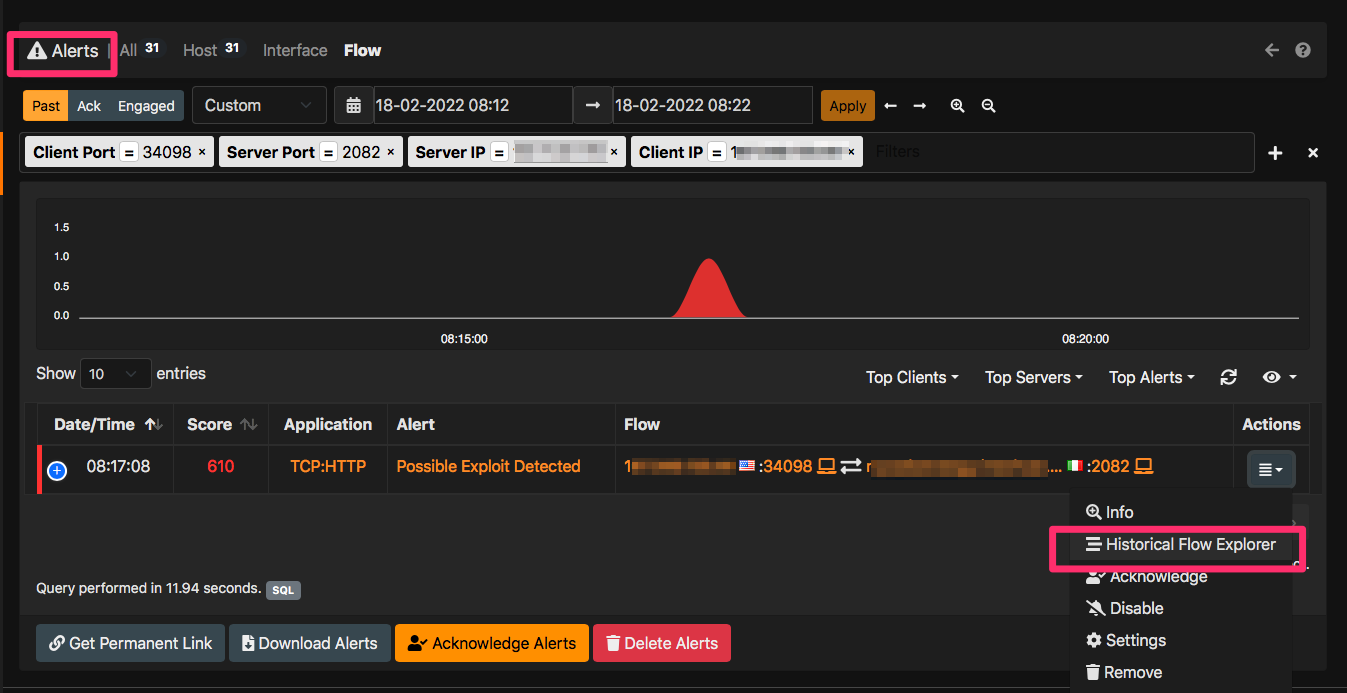 Alerts | All 31 Host 31 Interface Flow
Past Ack Engaged Custom 18-02-2022 08:12 → 18-02-2022 08:22 Apply ← →
Client Port = 34098 × Server Port = 2082 × Server IP = × Client IP = 1 × Filters + ×
1.5
1.0
0.5
0.0
08:15:00 08:20:00
Show 10 entries
Top Clients Top Servers Top Alerts
Date/Time Score Application Alert Flow Actions
08:17:08 610 TCP:HTTP Possible Exploit Detected 1 :34098 .... :2082
Info
Historical Flow Explorer
Acknowledge
Disable
Settings
Remove
Query performed in 11.94 seconds. SQL
Get Permanent Link Download Alerts Acknowledge Alerts Delete Alerts